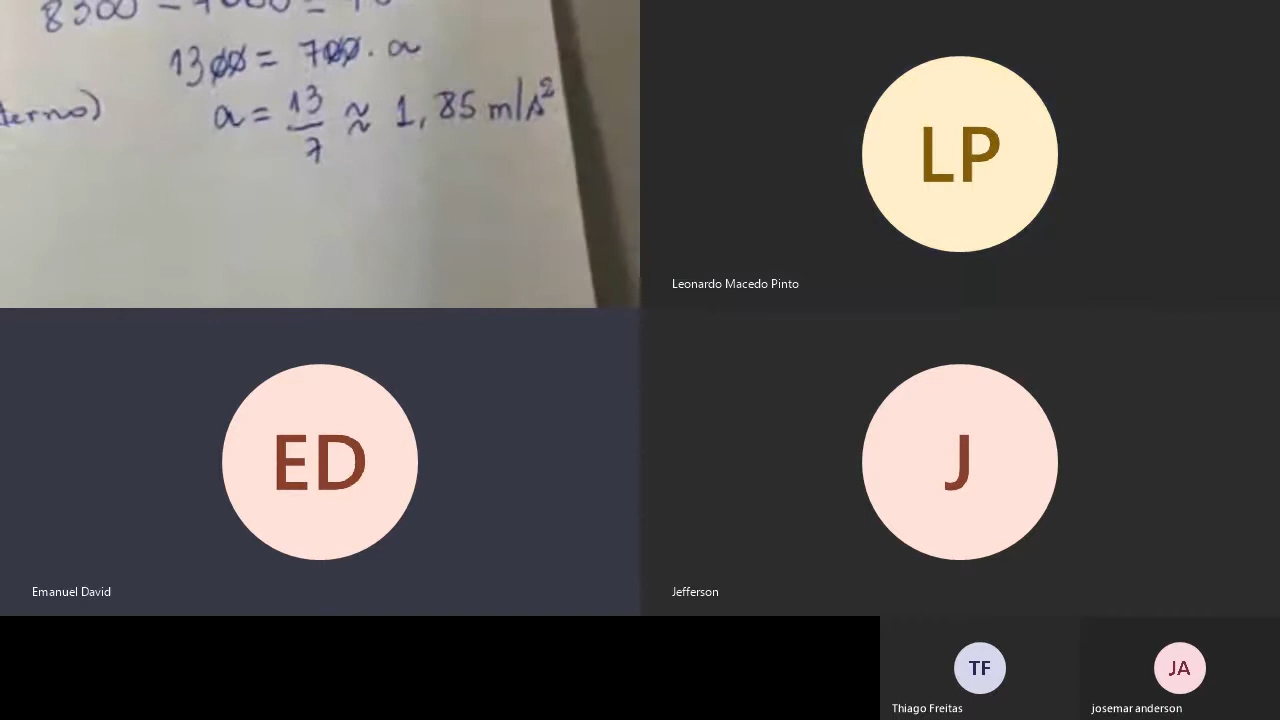 8300 - 7000 =
1300 = 700 . a
terno) a = 13/7 ≈ 1,85 m/s²
LP
Leonardo Macedo Pinto
ED
Emanuel David
J
Jefferson
TF
Thiago Freitas
JA
josemar anderson